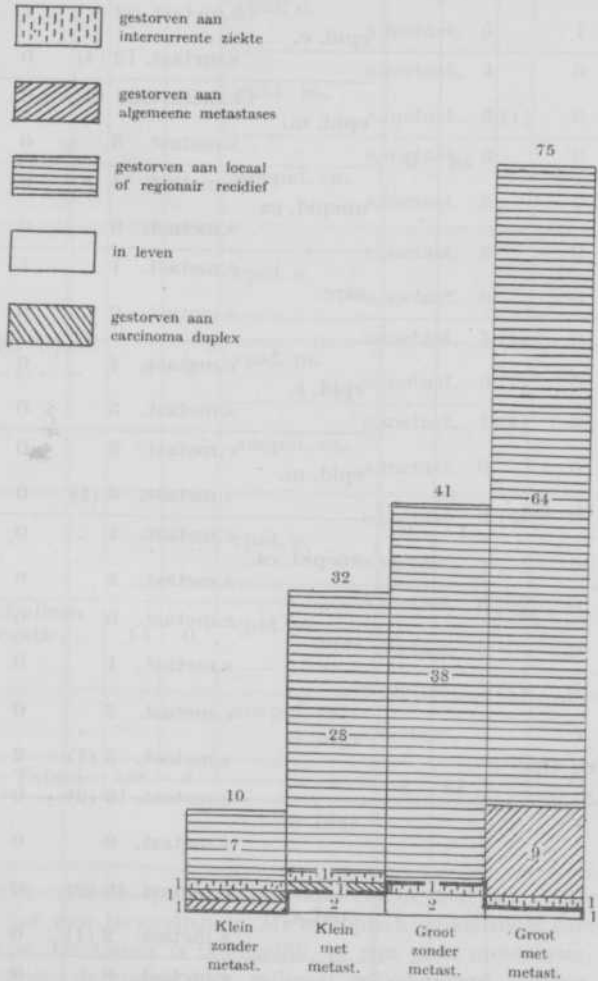 gestorven aan
intercurrente ziekte
gestorven aan
algemeene metastases
gestorven aan locaal
of regionair recidief
in leven
gestorven aan
carcinoma duplex
75
64
41
38
32
28
10
7
9
1
1
1
1
1
2
1
2
1
1
Klein
zonder
metast.
Klein
met
metast.
Groot
zonder
metast.
Groot
met
metast.